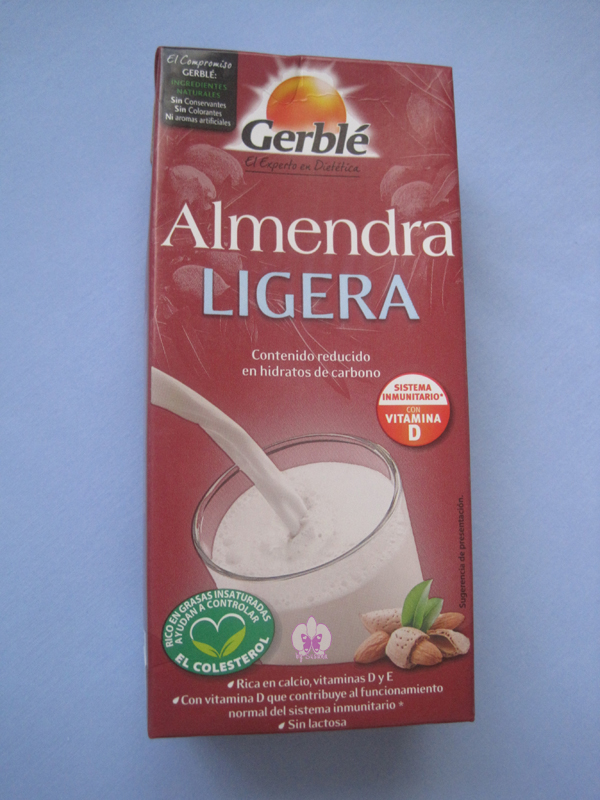 El Compromiso
GERBLÉ:
INGREDIENTES
NATURALES
Sin Conservantes
Sin Colorantes
Ni aromas artificiales
Gerblé
El Experto en Dietética
Almendra
LIGERA
Contenido reducido
en hidratos de carbono
SISTEMA
INMUNITARIO*
CON
VITAMINA
D
Sugerencia de presentación.
RICO EN GRASAS INSATURADAS
AYUDAN A CONTROLAR
EL COLESTEROL
Rica en calcio, vitaminas D y E
Con vitamina D que contribuye al funcionamiento
normal del sistema inmunitario *
Sin lactosa